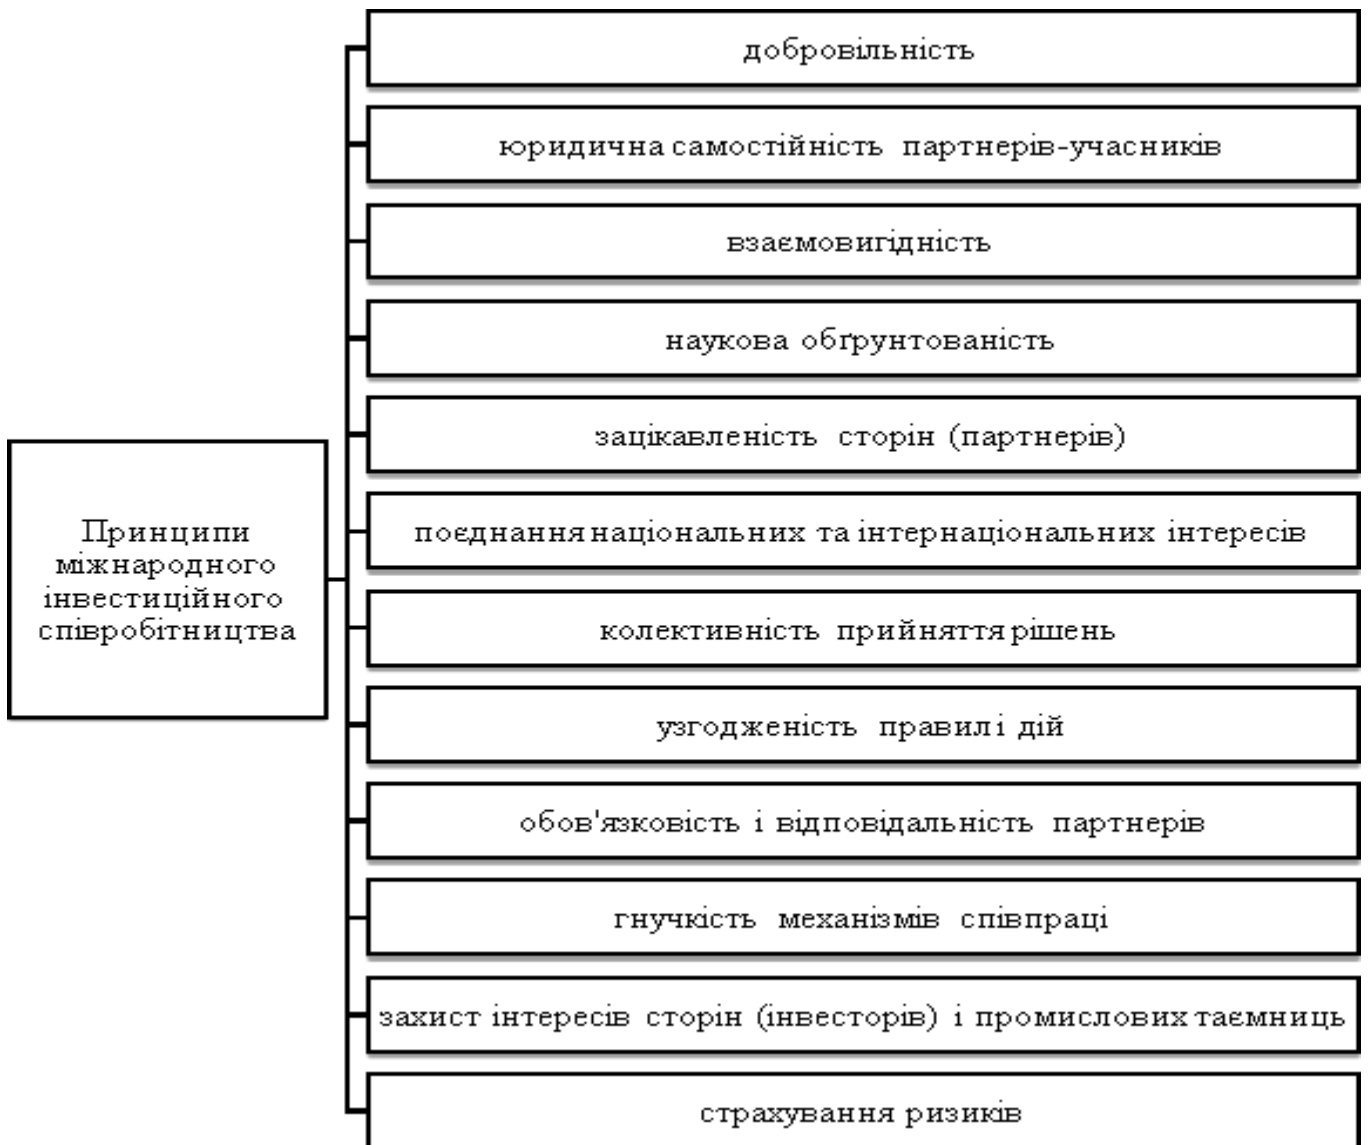 добровільність
юридична самостійність партнерів-учасників
взаємовигідність
наукова обґрунтованість
зацікавленість сторін (партнерів)
Принципи
міжнародного
інвестиційного
співробітництва
поєднання національних та інтернаціональних інтересів
колективність прийняття рішень
узгодженість правил і дій
обов'язковість і відповідальність партнерів
гнучкість механізмів співпраці
захист інтересів сторін (інвесторів) і промислових таємниць
страхування ризиків